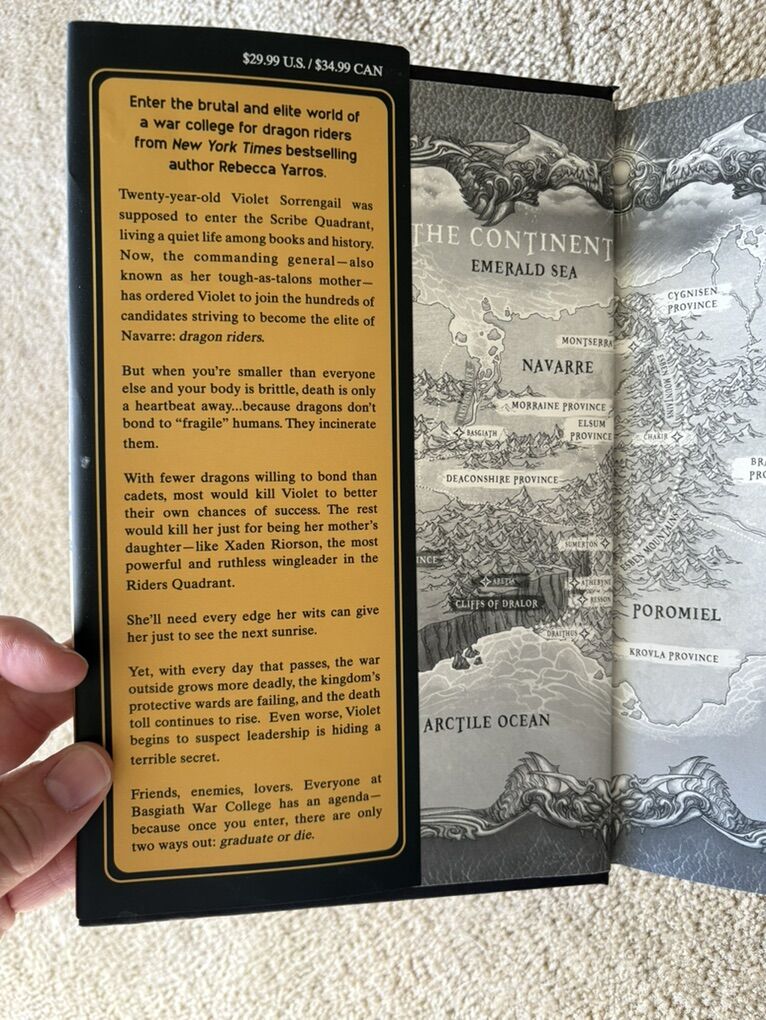 $29.99 U.S. / $34.99 CAN
Enter the brutal and elite world of
a war college for dragon riders
from New York Times bestselling
author Rebecca Yarros.
Twenty-year-old Violet Sorrengail was
supposed to enter the Scribe Quadrant,
living a quiet life among books and history.
Now, the commanding general—also
known as her tough-as-talons mother—
has ordered Violet to join the hundreds of
candidates striving to become the elite of
Navarre: dragon riders.
But when you're smaller than everyone
else and your body is brittle, death is only
a heartbeat away...because dragons don't
bond to “fragile” humans. They incinerate
them.
With fewer dragons willing to bond than
cadets, most would kill Violet to better
their own chances of success. The rest
would kill her just for being her mother's
daughter—like Xaden Riorson, the most
powerful and ruthless wingleader in the
Riders Quadrant.
She'll need every edge her wits can give
her just to see the next sunrise.
Yet, with every day that passes, the war
outside grows more deadly, the kingdom's
protective wards are failing, and the death
toll continues to rise. Even worse, Violet
begins to suspect leadership is hiding a
terrible secret.
Friends, enemies, lovers. Everyone at
Basgiath War College has an agenda—
because once you enter, there are only
two ways out: graduate or die.
THE CONTINENT
EMERALD SEA
CYGNISEN
PROVINCE
MONTSERRA
NAVARRE
MORRAINE PROVINCE
ELSUM
PROVINCE
BASGIATH
CHAKIR
BRA
PRO
DEACONSHIRE PROVINCE
SUMERTON
ESBEN MOUNTAINS
INCE
ARETIA
ATHEBYNE
RESSON
CLIFFS OF DRALOR
POROMIEL
DRAITHUS
KROVLA PROVINCE
ARCTILE OCEAN